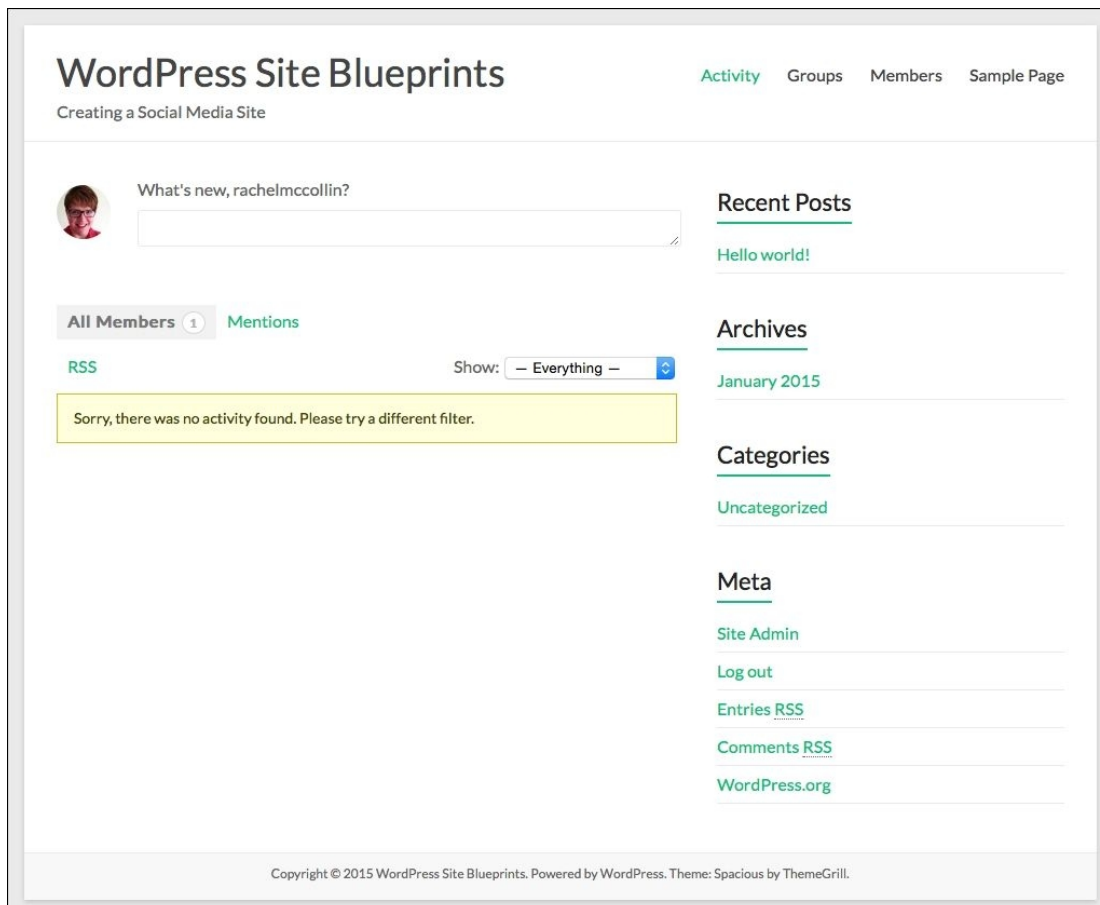 WordPress Site Blueprints
Creating a Social Media Site
Activity Groups Members Sample Page
What's new, rachelmccollin?
All Members 1 Mentions
RSS Show: — Everything —
Sorry, there was no activity found. Please try a different filter.
Recent Posts
Hello world!
Archives
January 2015
Categories
Uncategorized
Meta
Site Admin
Log out
Entries RSS
Comments RSS
WordPress.org
Copyright © 2015 WordPress Site Blueprints. Powered by WordPress. Theme: Spacious by ThemeGrill.